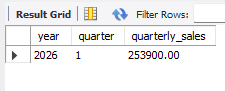 Result Grid Filter Rows:
year quarter quarterly_sales
2026 1 253900.00